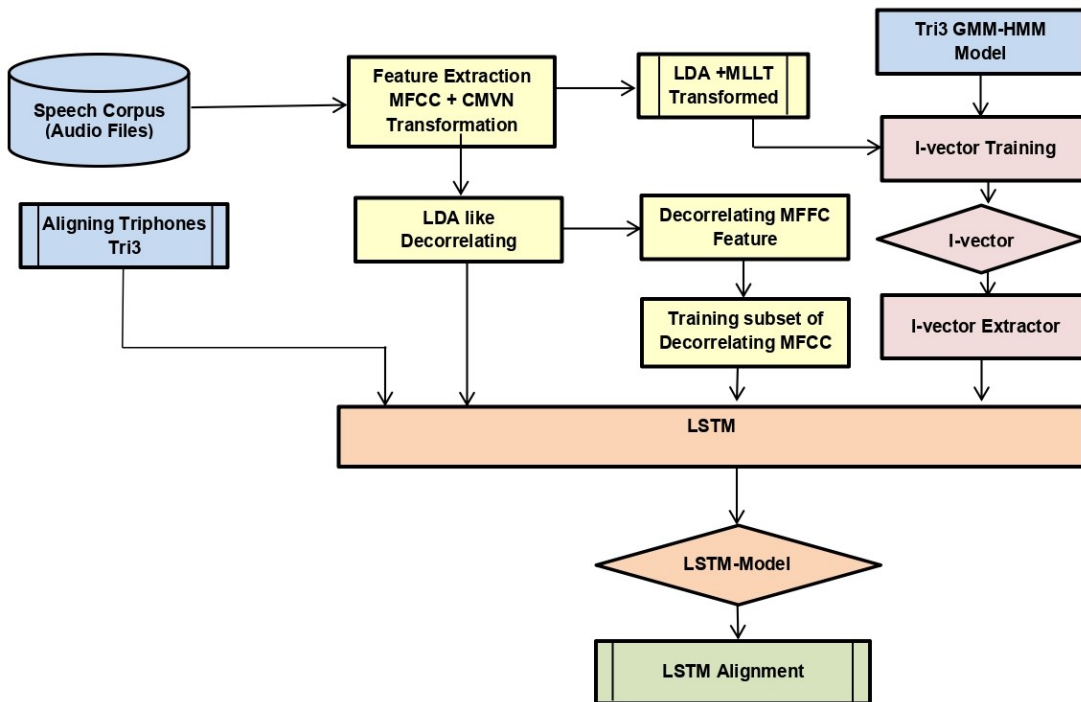 Speech Corpus
(Audio Files)
Feature Extraction
MFCC + CMVN
Transformation
LDA +MLLT
Transformed
Tri3 GMM-HMM
Model
I-vector Training
Aligning Triphones
Tri3
LDA like
Decorrelating
Decorrelating MFFC
Feature
I-vector
Training subset of
Decorrelating MFCC
I-vector Extractor
LSTM
LSTM-Model
LSTM Alignment